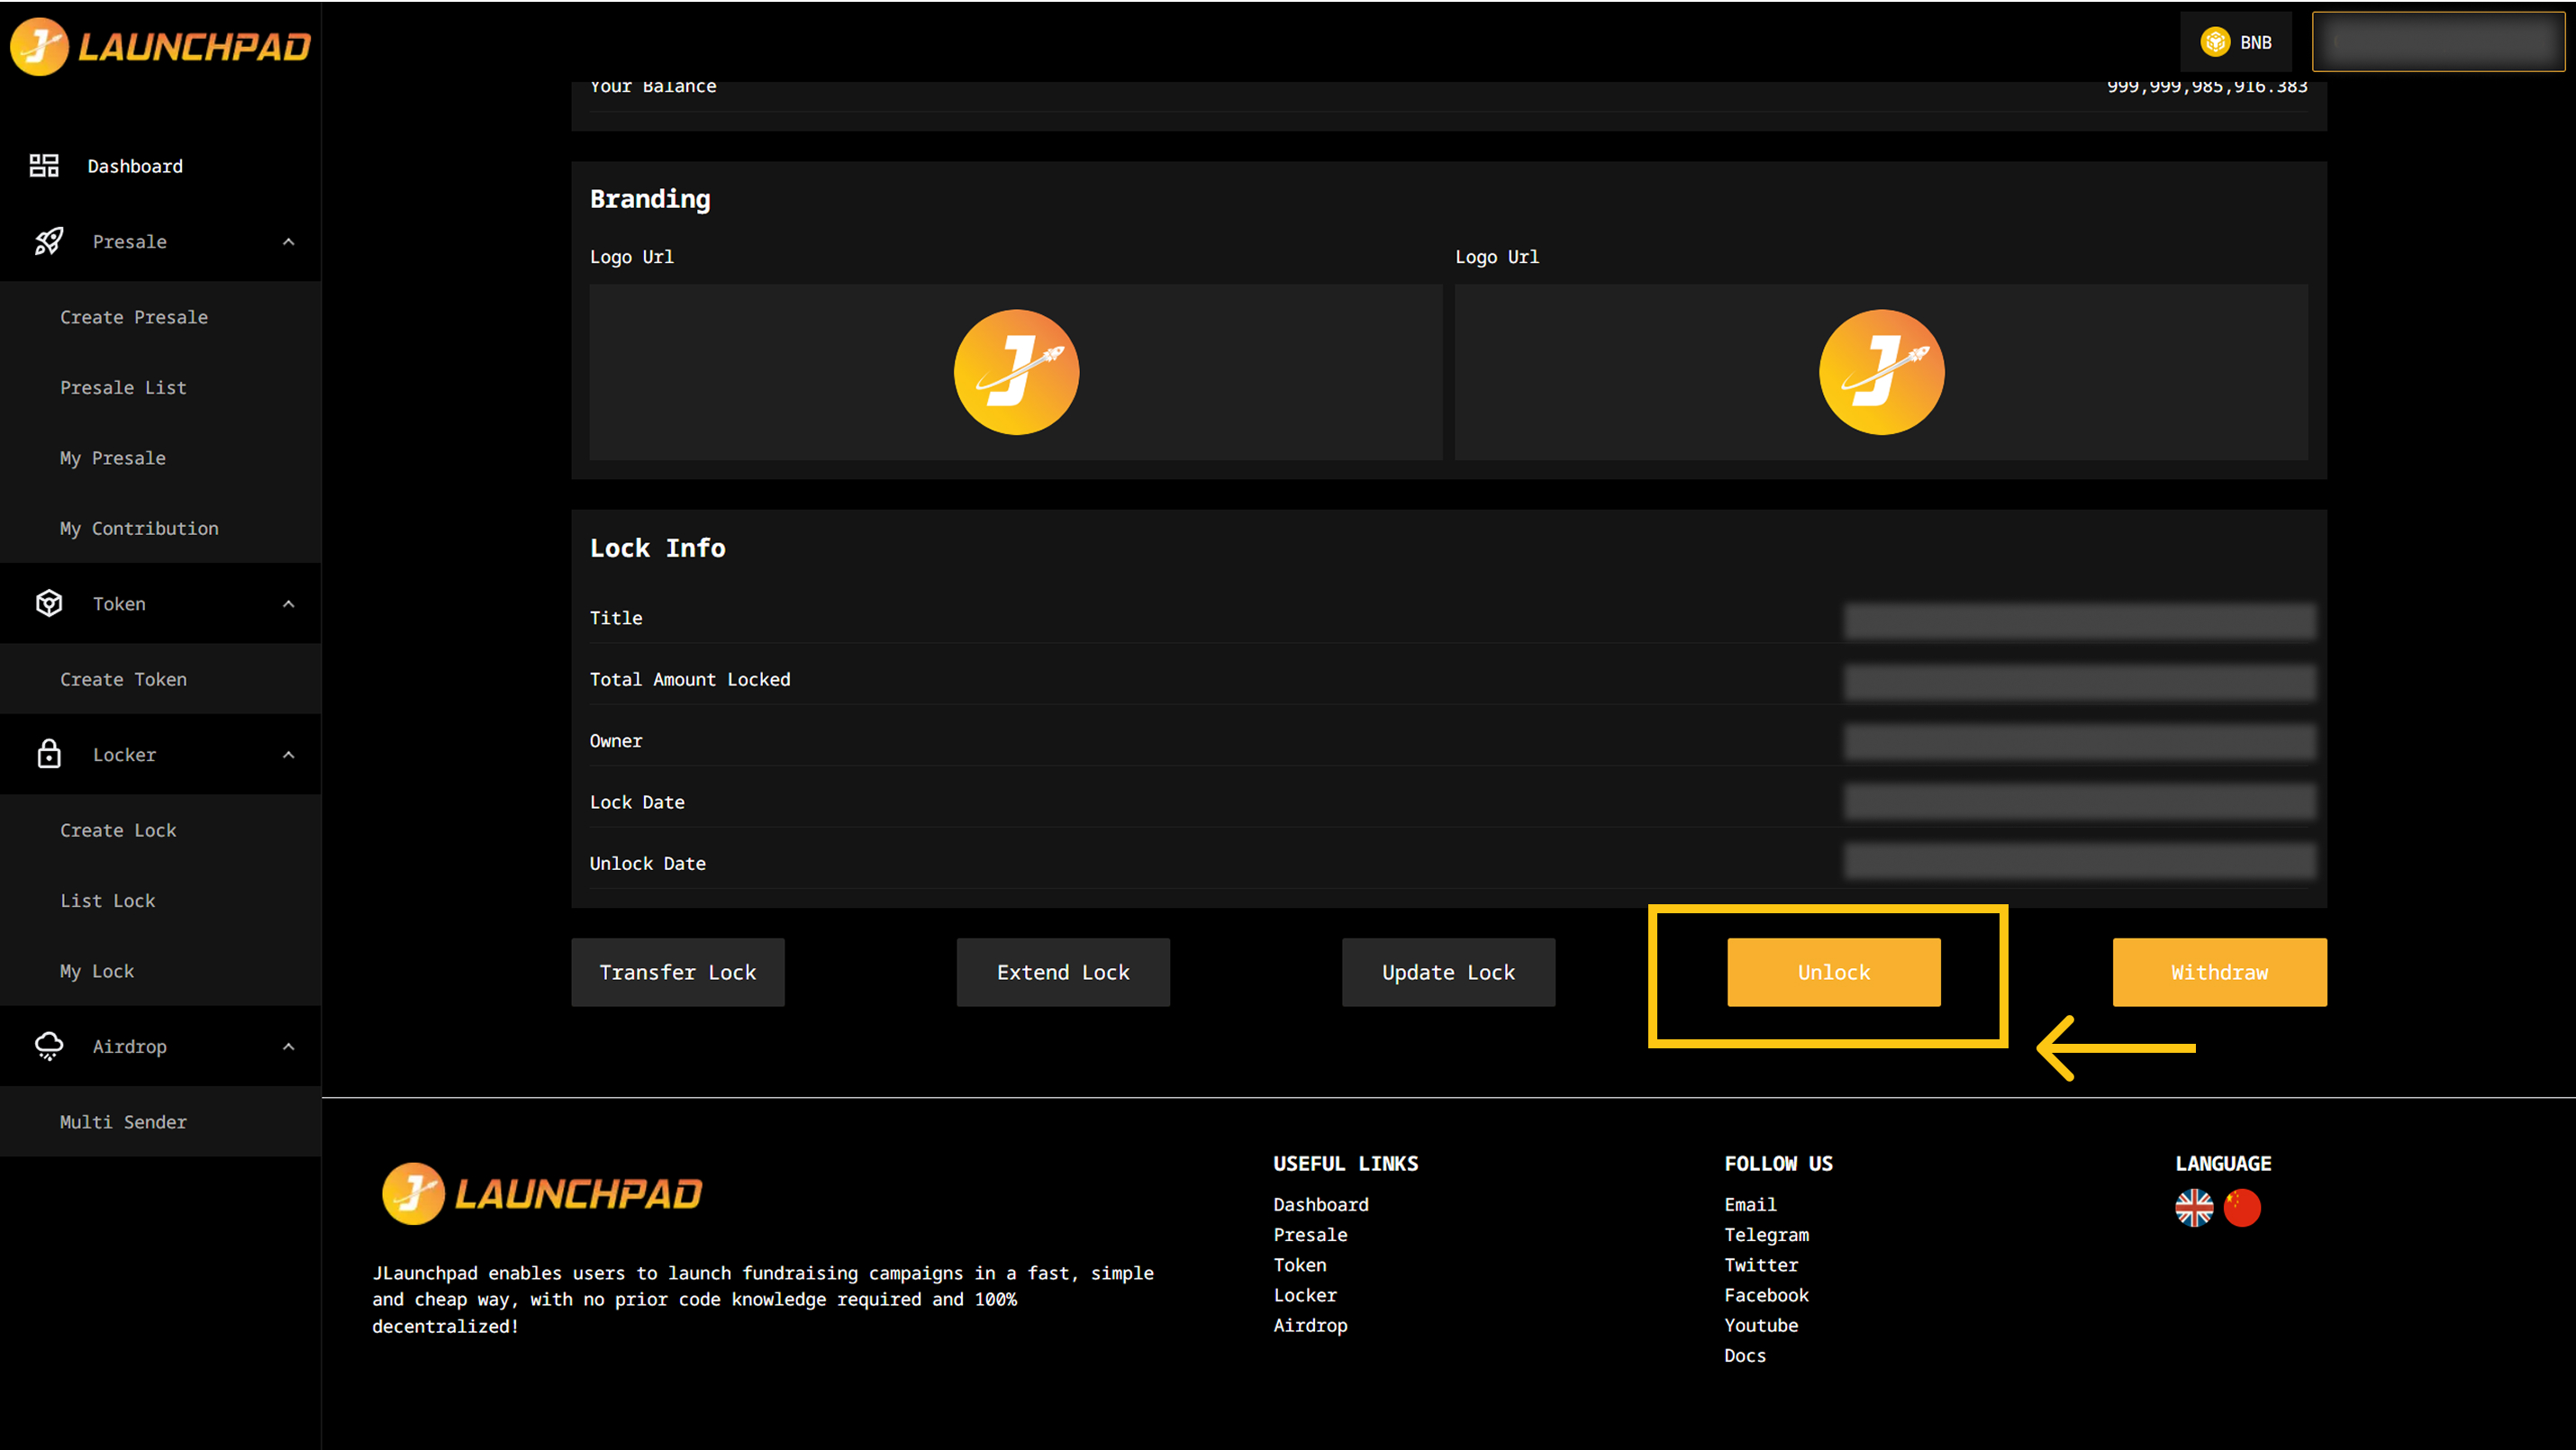 J LAUNCHPAD
BNB
Your Balance 999,999,985,916.383
Dashboard
Presale
Create Presale
Presale List
My Presale
My Contribution
Token
Create Token
Locker
Create Lock
List Lock
My Lock
Airdrop
Multi Sender
Branding
Logo Url Logo Url
J J
Lock Info
Title
Total Amount Locked
Owner
Lock Date
Unlock Date
Transfer Lock Extend Lock Update Lock Unlock Withdraw
J LAUNCHPAD
JLaunchpad enables users to launch fundraising campaigns in a fast, simple
and cheap way, with no prior code knowledge required and 100%
decentralized!
USEFUL LINKS
Dashboard
Presale
Token
Locker
Airdrop
FOLLOW US
Email
Telegram
Twitter
Facebook
Youtube
Docs
LANGUAGE